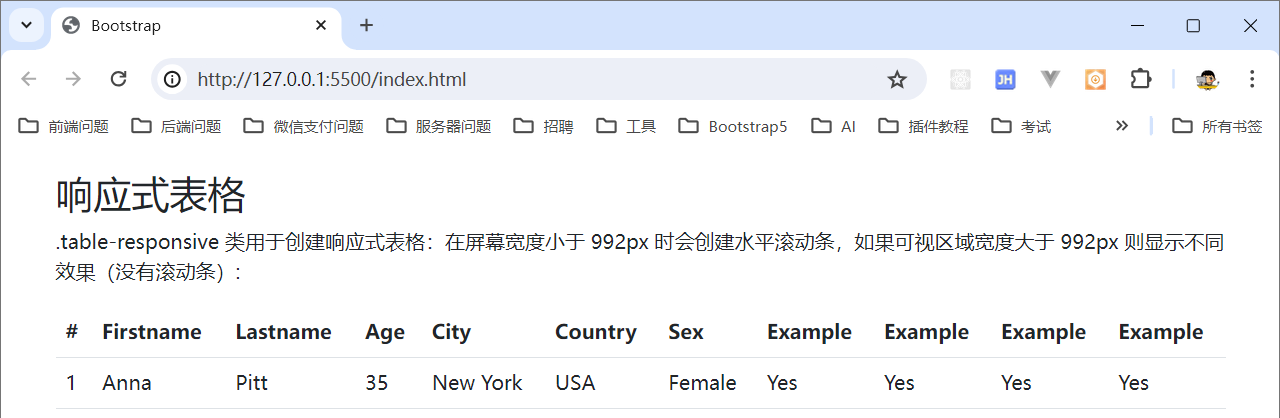 Bootstrap
http://127.0.0.1:5500/index.html
JH
前端问题 后端问题 微信支付问题 服务器问题 招聘 工具 Bootstrap5 AI 插件教程 考试 所有书签
响应式表格
.table-responsive 类用于创建响应式表格：在屏幕宽度小于 992px 时会创建水平滚动条，如果可视区域宽度大于 992px 则显示不同
效果（没有滚动条）：
# Firstname Lastname Age City Country Sex Example Example Example Example
1 Anna Pitt 35 New York USA Female Yes Yes Yes Yes